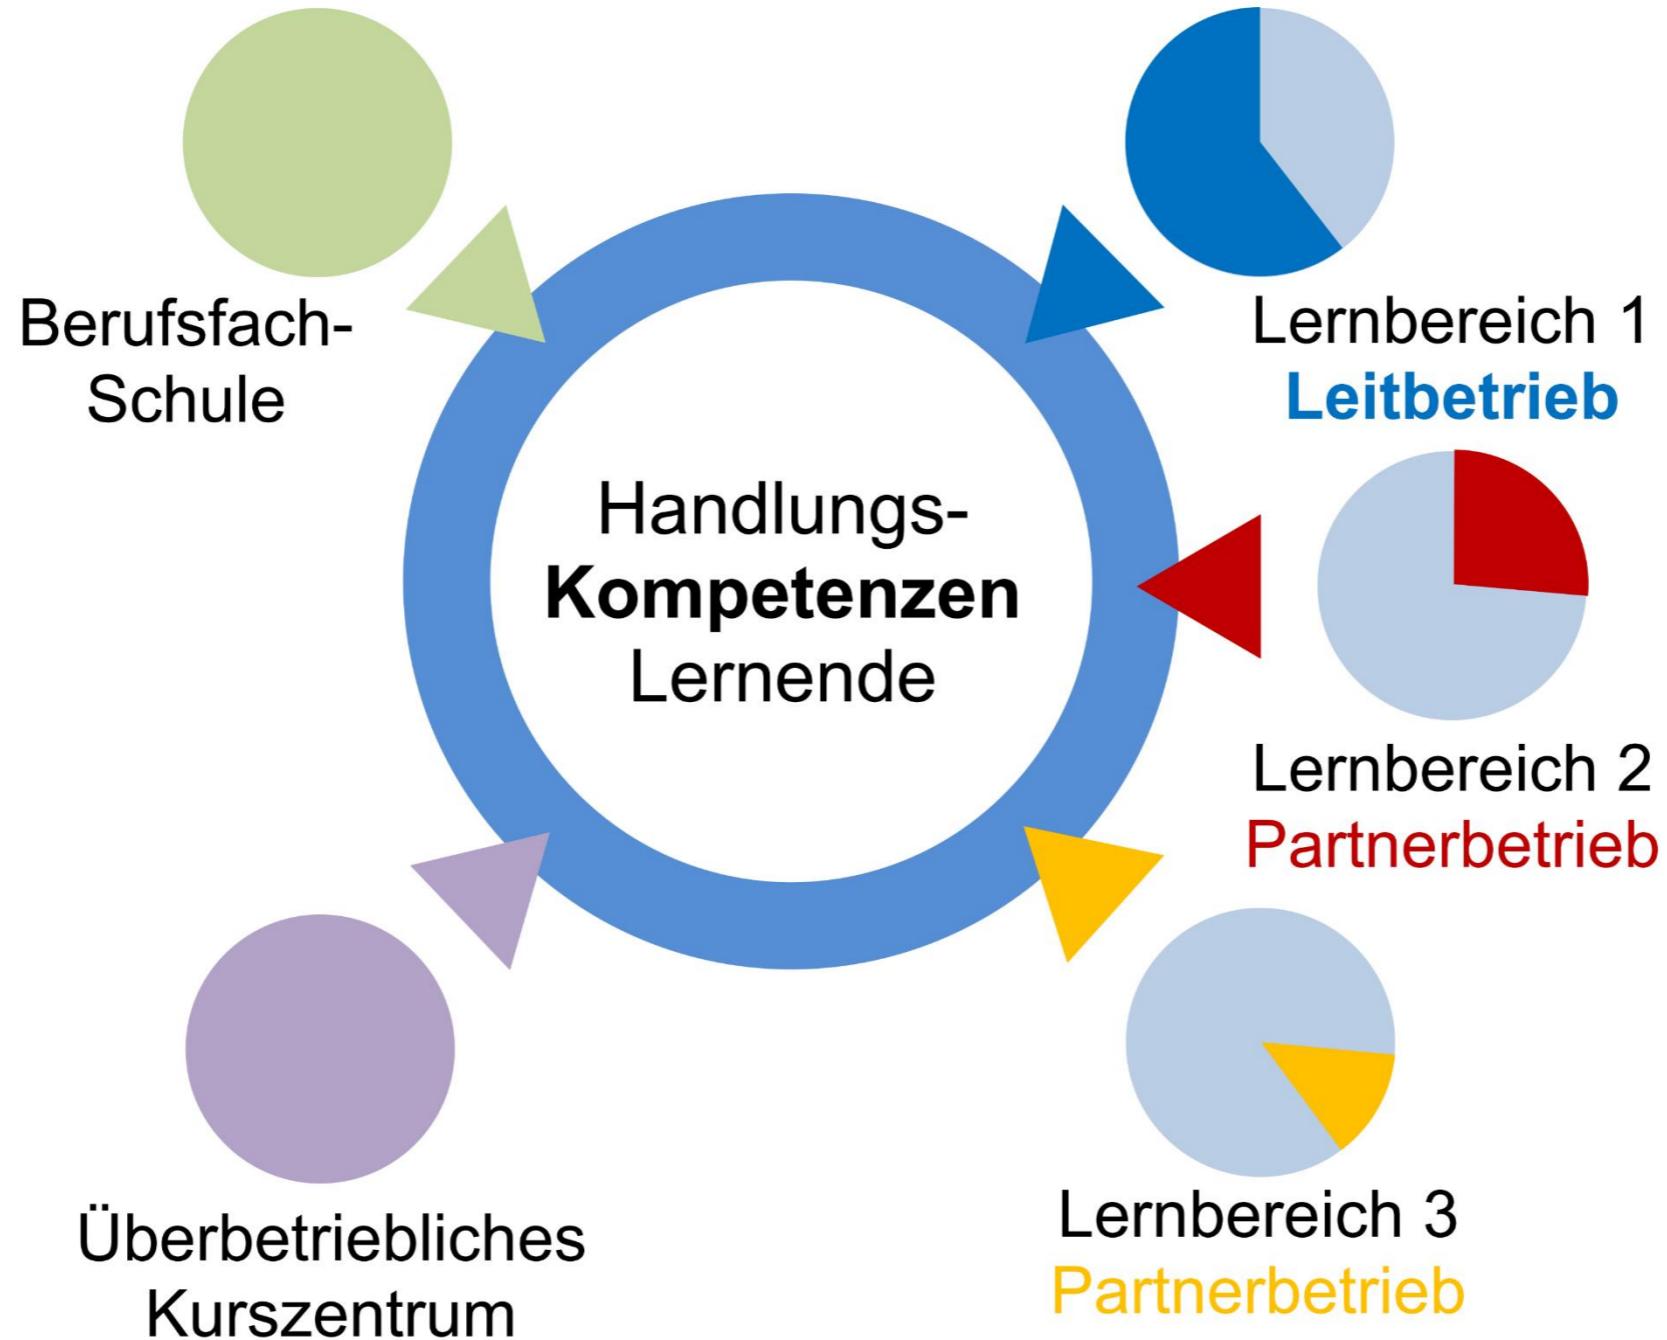 Berufsfach-
Schule
Lernbereich 1
Leitbetrieb
Handlungs-
Kompetenzen
Lernende
Lernbereich 2
Partnerbetrieb
Überbetriebliches
Kurszentrum
Lernbereich 3
Partnerbetrieb